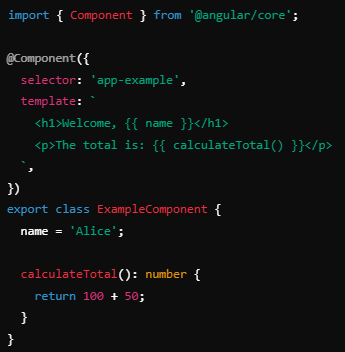 import { Component } from '@angular/core';

@Component({
  selector: 'app-example',
  template: `
    <h1>Welcome, {{ name }}</h1>
    <p>The total is: {{ calculateTotal() }}</p>
  `,
})
export class ExampleComponent {
  name = 'Alice';

  calculateTotal(): number {
    return 100 + 50;
  }
}